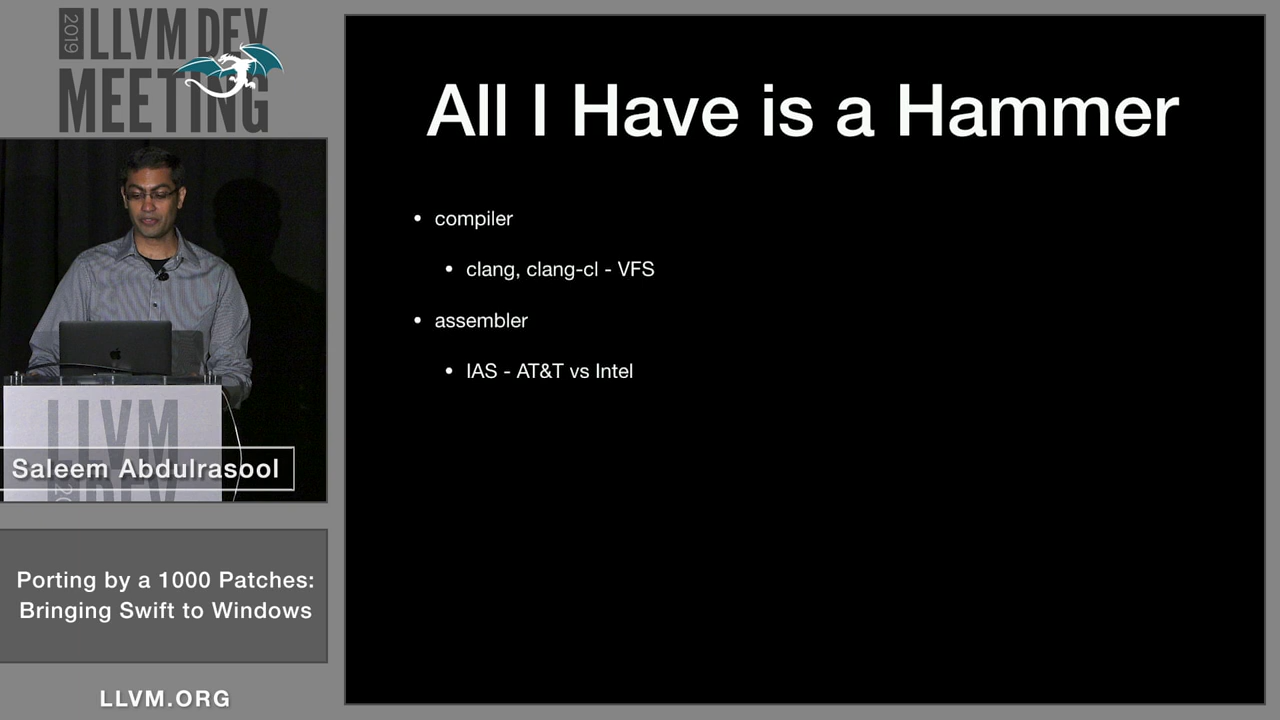 2019 LLVM DEV
MEETING
All I Have is a Hammer
• compiler
• clang, clang-cl - VFS
• assembler
• IAS - AT&T vs Intel
LLVM
Saleem Abdulrasool
Porting by a 1000 Patches:
Bringing Swift to Windows
LLVM.ORG